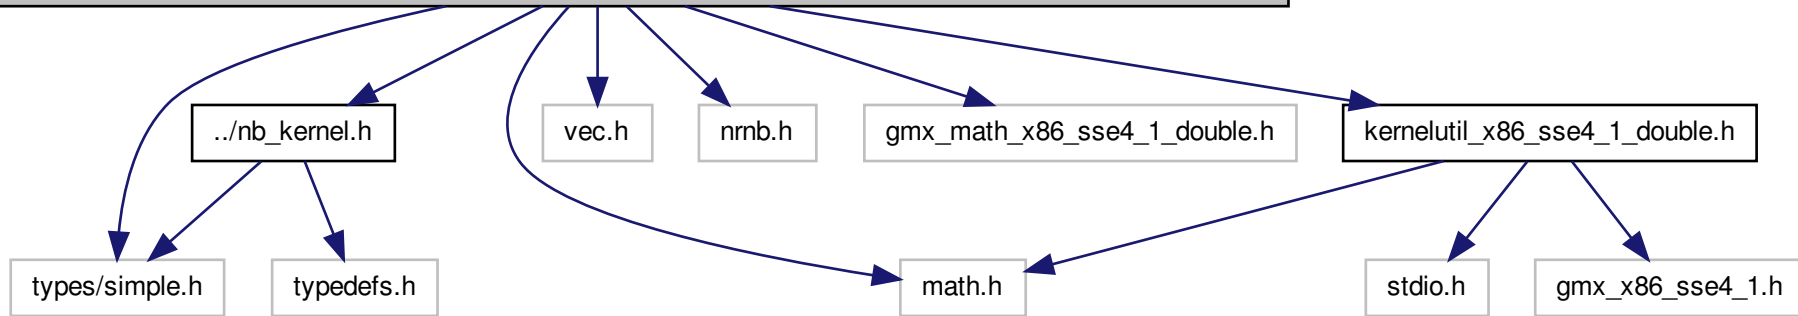 ../nb_kernel.h
vec.h
nrnb.h
gmx_math_x86_sse4_1_double.h
kernelutil_x86_sse4_1_double.h
types/simple.h
typedefs.h
math.h
stdio.h
gmx_x86_sse4_1.h